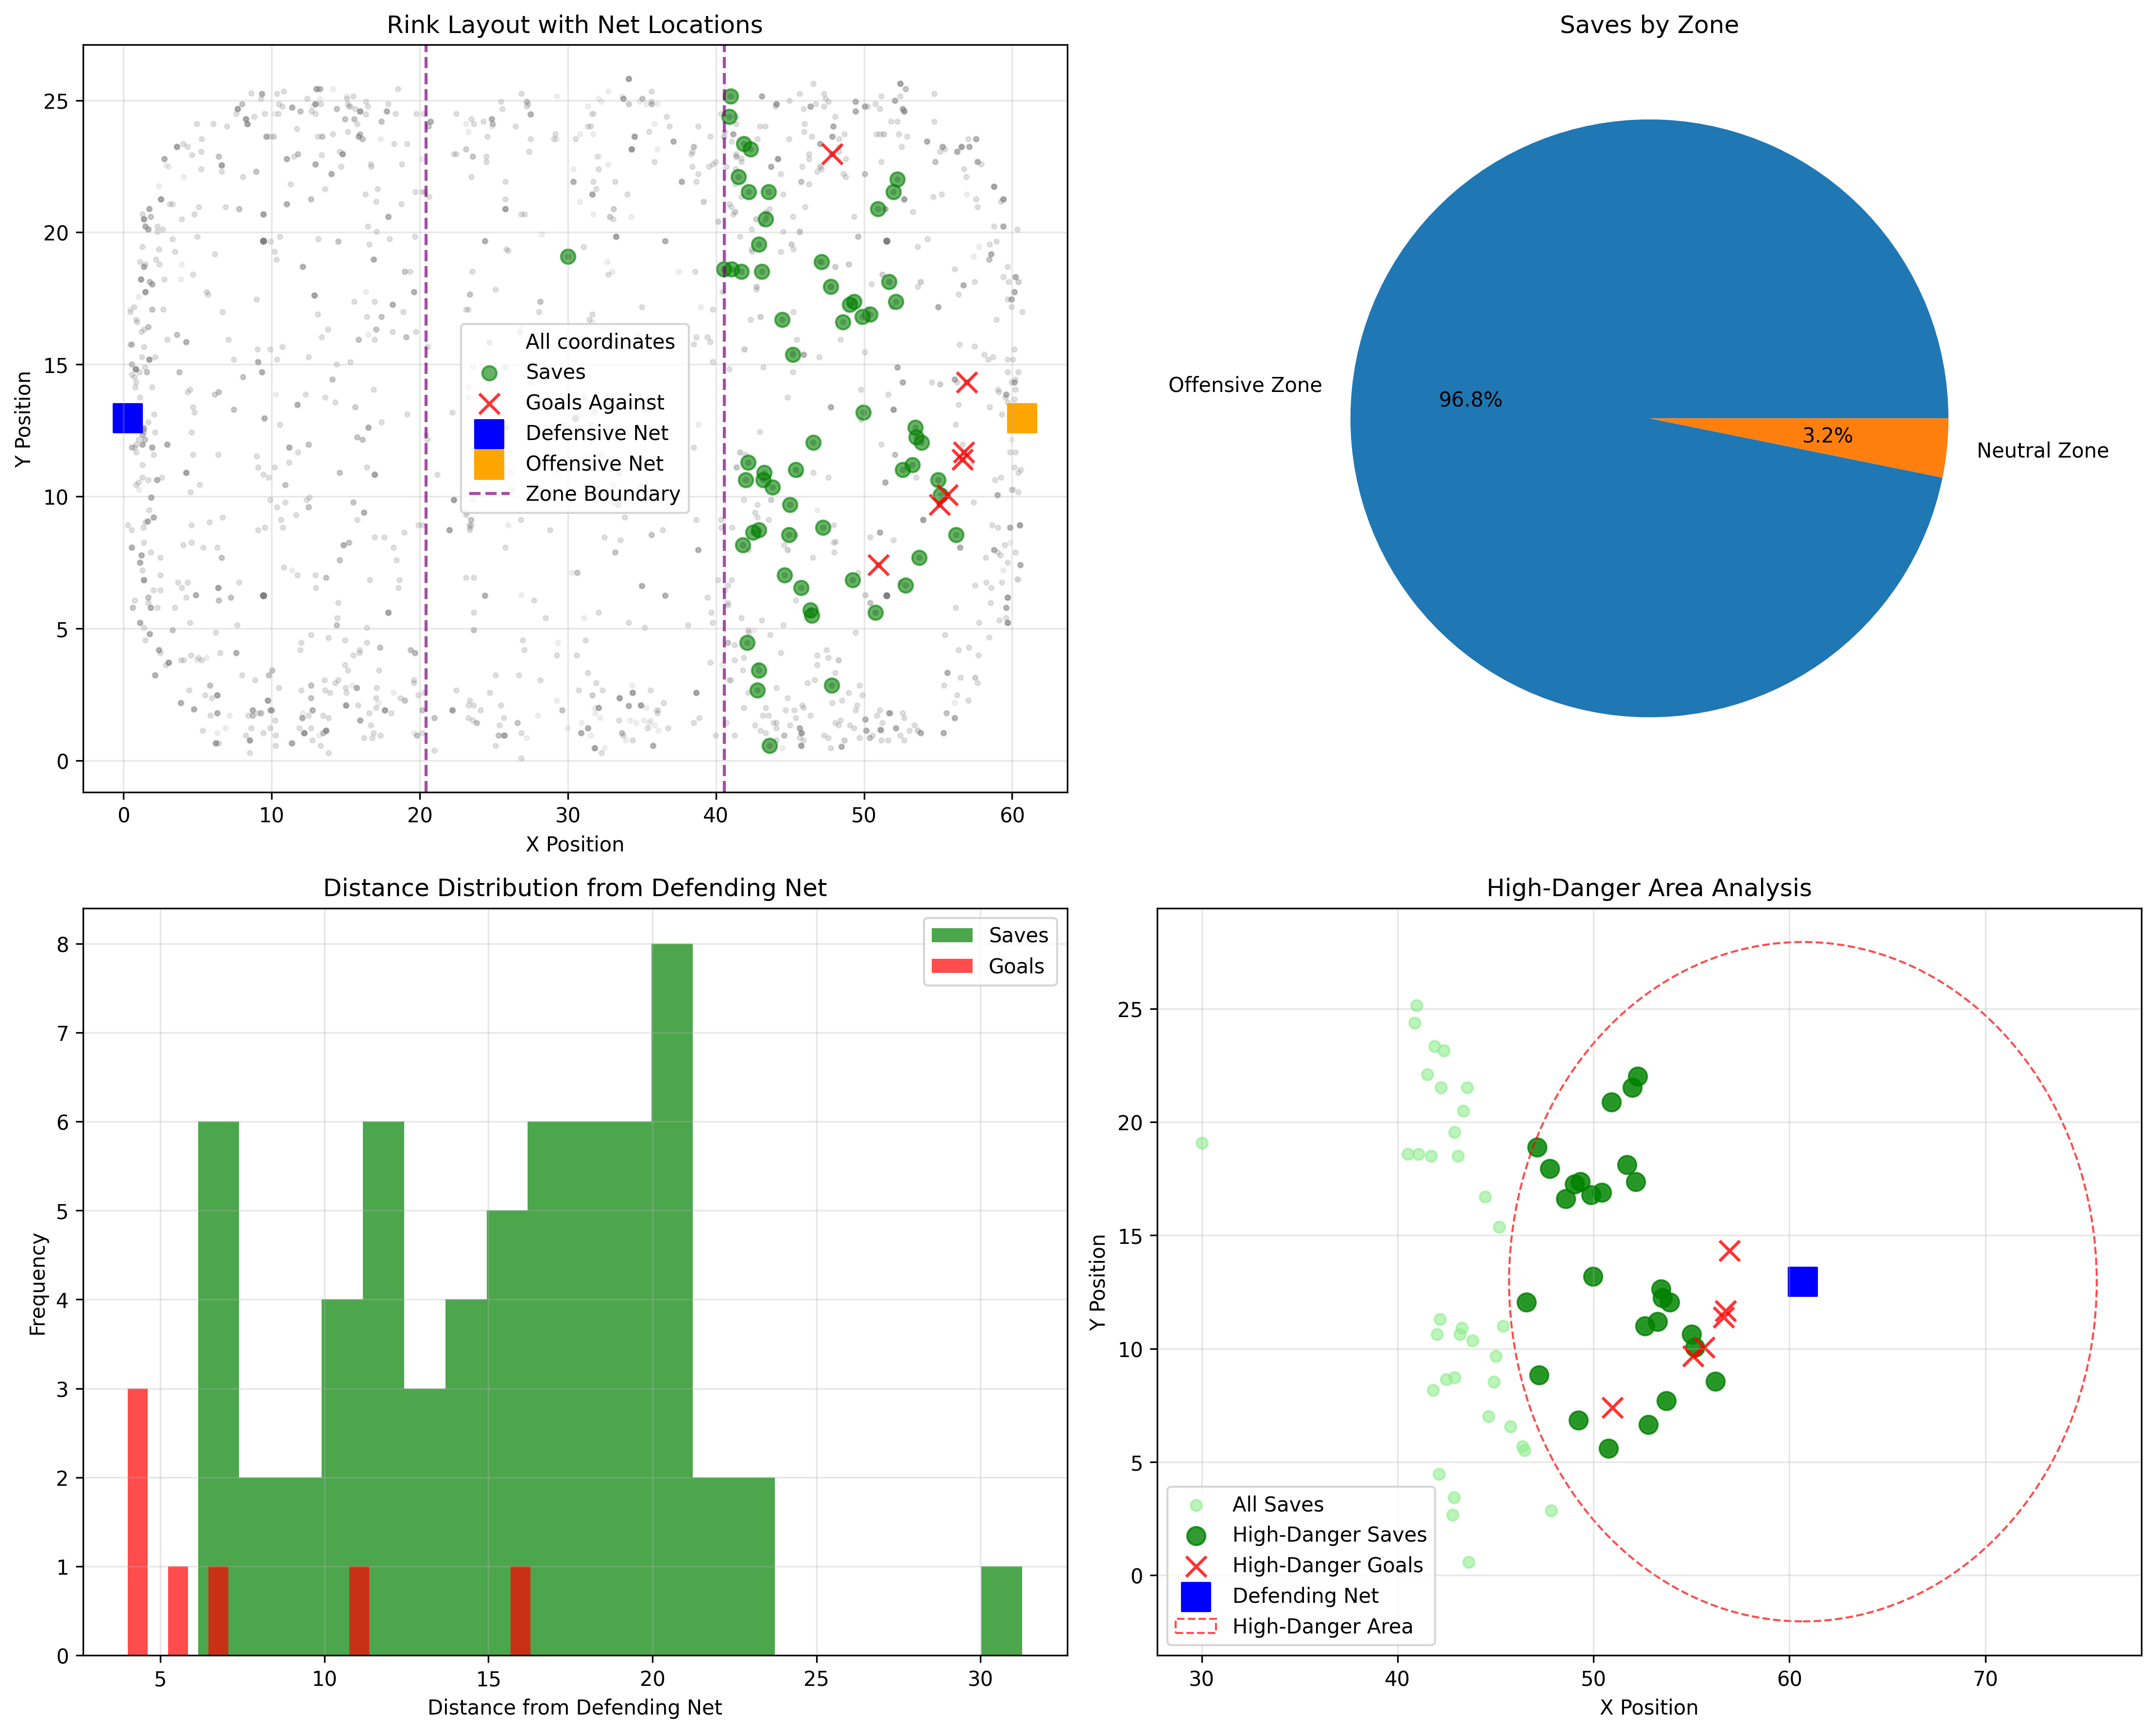 Rink Layout with Net Locations
Y Position
25
20
15
10
5
0
All coordinates
Saves
Goals Against
Defensive Net
Offensive Net
Zone Boundary
0 10 20 30 40 50 60
X Position
Saves by Zone
Offensive Zone
96.8%
3.2%
Neutral Zone
Distance Distribution from Defending Net
Frequency
8
7
6
5
4
3
2
1
0
Saves
Goals
5 10 15 20 25 30
Distance from Defending Net
High-Danger Area Analysis
Y Position
25
20
15
10
5
0
All Saves
High-Danger Saves
High-Danger Goals
Defending Net
High-Danger Area
30 40 50 60 70
X Position